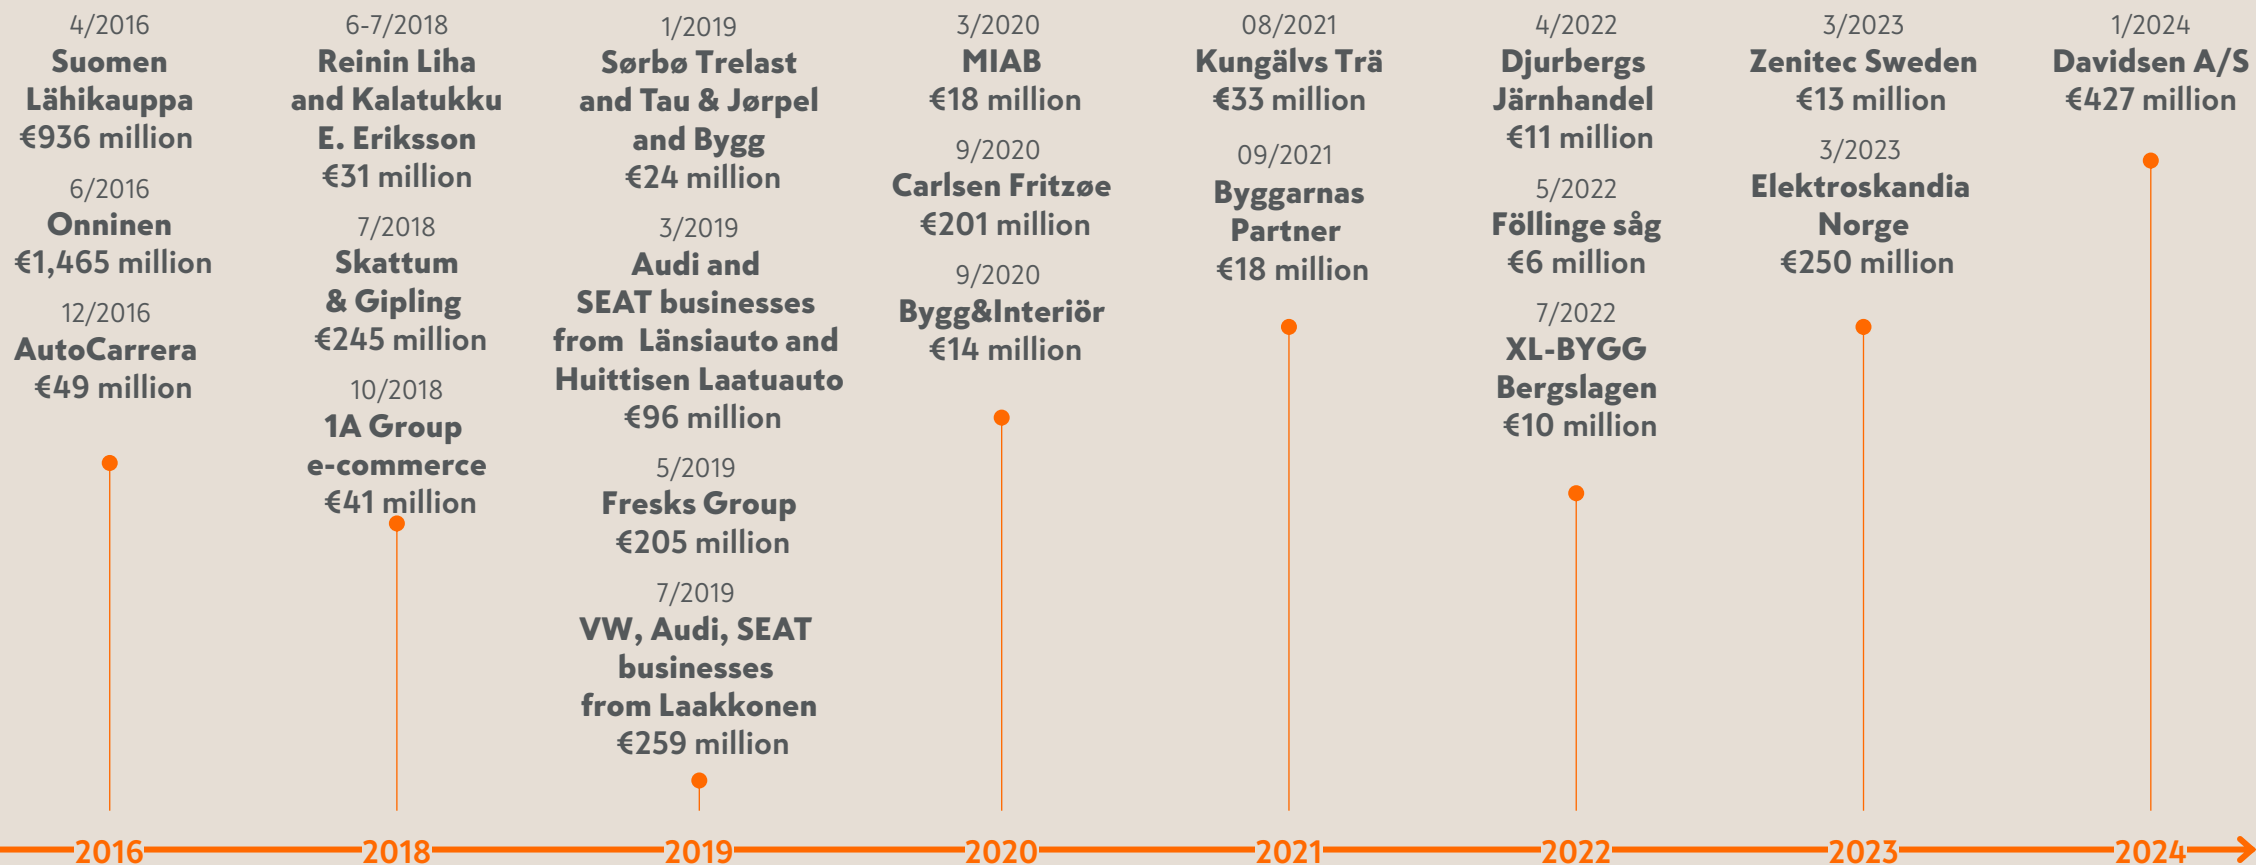 4/2016
Suomen
Lähikauppa
€936 million
6/2016
Onninen
€1,465 million
12/2016
AutoCarrera
€49 million
6-7/2018
Reinin Liha
and Kalatukku
E. Eriksson
€31 million
7/2018
Skattum
& Gipling
€245 million
10/2018
1A Group
e-commerce
€41 million
1/2019
Sørbø Trelast
and Tau & Jørpel
and Bygg
€24 million
3/2019
Audi and
SEAT businesses
from Länsiauto and
Huittisen Laatuauto
€96 million
5/2019
Fresks Group
€205 million
7/2019
VW, Audi, SEAT
businesses
from Laakkonen
€259 million
3/2020
MIAB
€18 million
9/2020
Carlsen Fritzøe
€201 million
9/2020
Bygg&Interiör
€14 million
08/2021
Kungälvs Trä
€33 million
09/2021
Byggarnas
Partner
€18 million
4/2022
Djurbergs
Järnhandel
€11 million
5/2022
Föllinge såg
€6 million
7/2022
XL-BYGG
Bergslagen
€10 million
3/2023
Zenitec Sweden
€13 million
3/2023
Elektroskandia
Norge
€250 million
1/2024
Davidsen A/S
€427 million
2016
2018
2019
2020
2021
2022
2023
2024